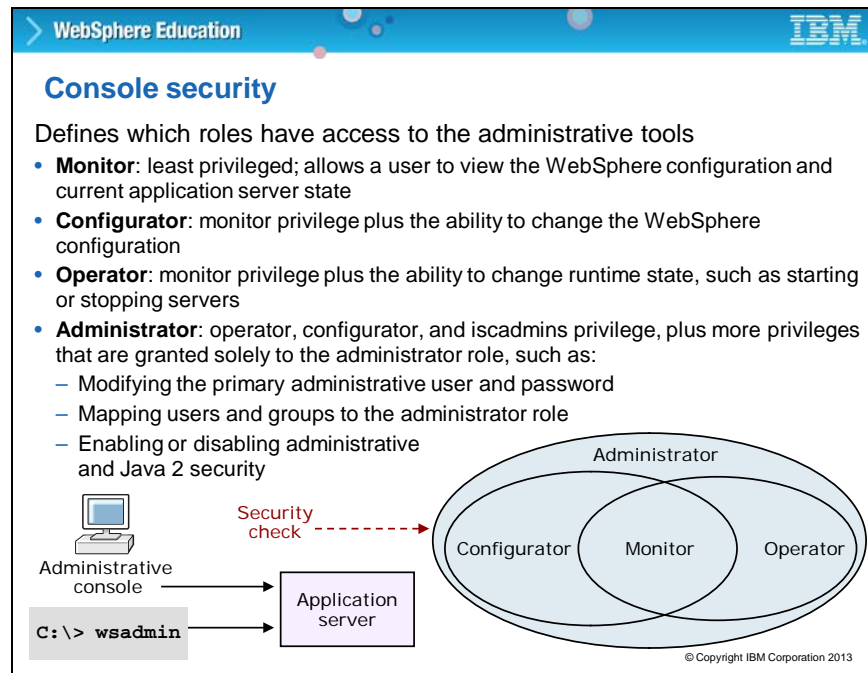 WebSphere Education
IBM
Console security
Defines which roles have access to the administrative tools
• Monitor: least privileged; allows a user to view the WebSphere configuration and
current application server state
• Configurator: monitor privilege plus the ability to change the WebSphere
configuration
• Operator: monitor privilege plus the ability to change runtime state, such as starting
or stopping servers
• Administrator: operator, configurator, and iscadmins privilege, plus more privileges
that are granted solely to the administrator role, such as:
– Modifying the primary administrative user and password
– Mapping users and groups to the administrator role
– Enabling or disabling administrative
and Java 2 security
Administrator
Security
check
Configurator
Monitor
Operator
Administrative
console
Application
server
C:\> wsadmin
© Copyright IBM Corporation 2013